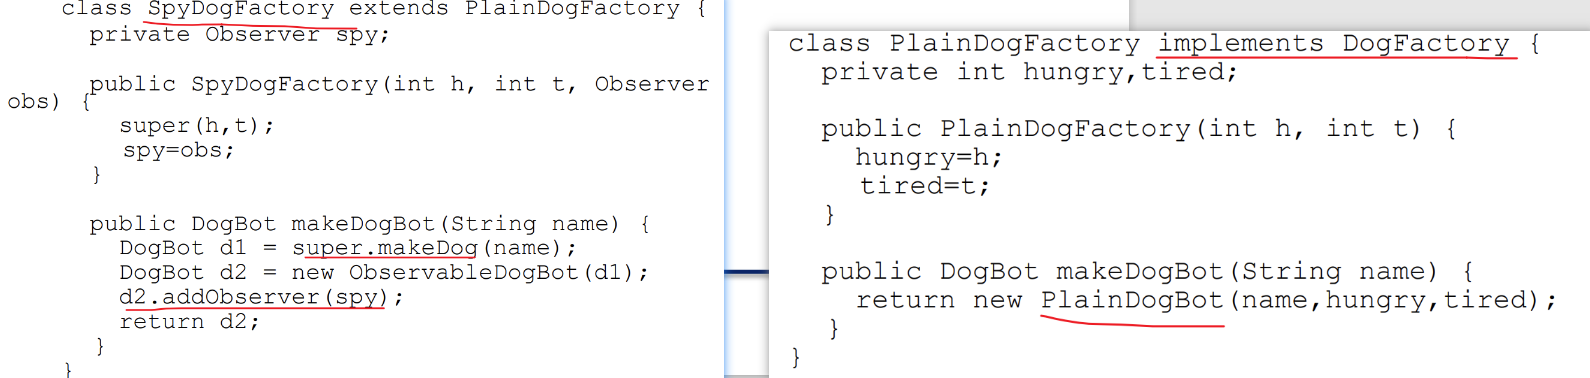 class SpyDogFactory extends PlainDogFactory {
private Observer spy;
public SpyDogFactory(int h, int t, Observer
obs) {
super(h,t);
spy=obs;
}
public DogBot makeDogBot(String name) {
DogBot d1 = super.makeDog(name);
DogBot d2 = new ObservableDogBot(d1);
d2.addObserver(spy);
return d2;
}
}
class PlainDogFactory implements DogFactory {
private int hungry,tired;
public PlainDogFactory(int h, int t) {
hungry=h;
tired=t;
}
public DogBot makeDogBot(String name) {
return new PlainDogBot(name,hungry,tired);
}
}